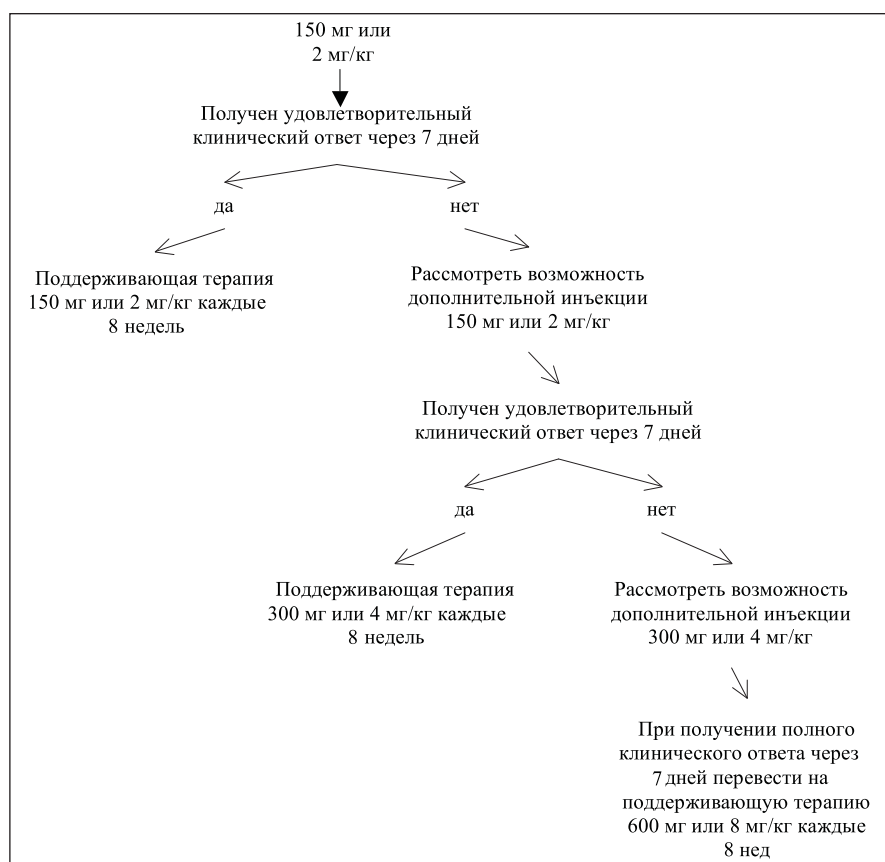 150 мг или
2 мг/кг
Получен удовлетворительный
клинический ответ через 7 дней
да
нет
Поддерживающая терапия
150 мг или 2 мг/кг каждые
8 недель
Рассмотреть возможность
дополнительной инъекции
150 мг или 2 мг/кг
Получен удовлетворительный
клинический ответ через 7 дней
да
нет
Поддерживающая терапия
300 мг или 4 мг/кг каждые
8 недель
Рассмотреть возможность
дополнительной инъекции
300 мг или 4 мг/кг
При получении полного
клинического ответа через
7 дней перевести на
поддерживающую терапию
600 мг или 8 мг/кг каждые
8 нед